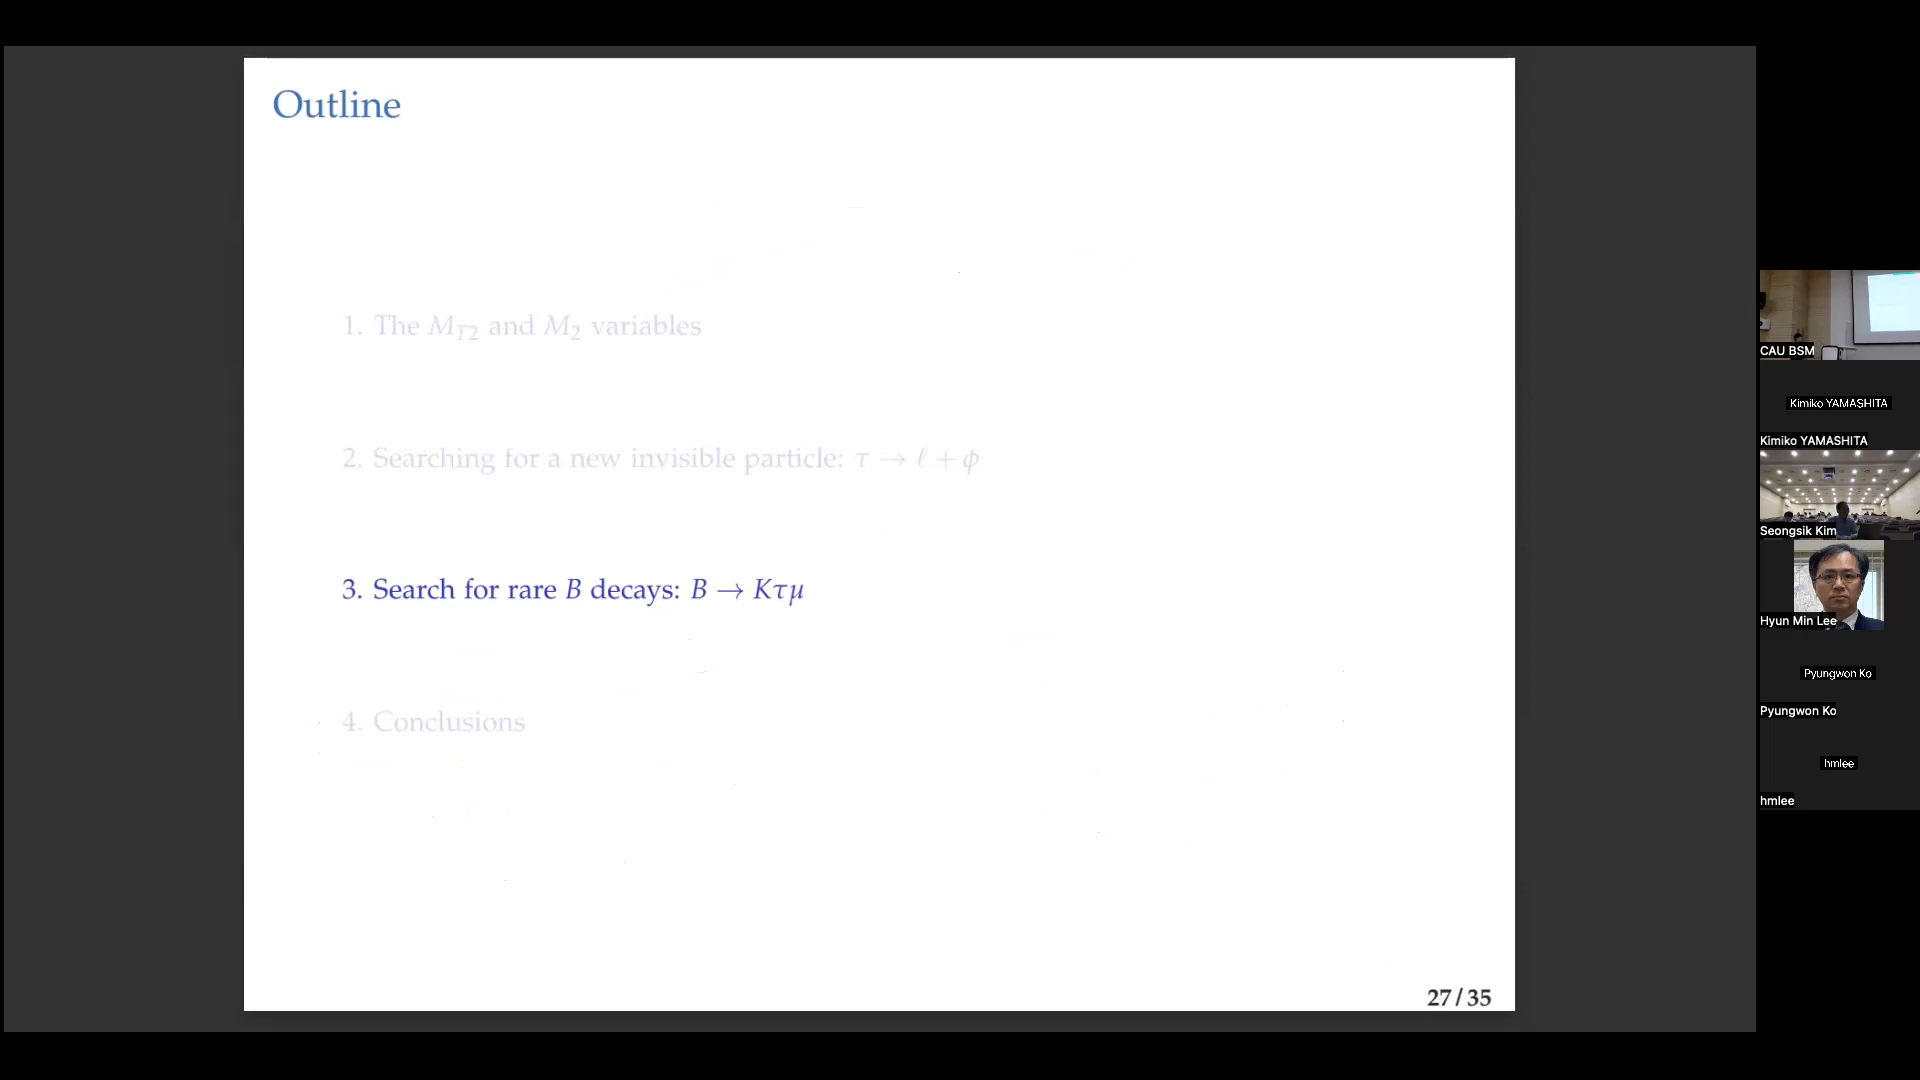 Outline
1. The M_{T2} and M_2 variables
2. Searching for a new invisible particle: τ → ℓ + ϕ
3. Search for rare B decays: B → Kτμ
4. Conclusions
27 / 35
CAU BSM
Kimiko YAMASHITA
Kimiko YAMASHITA
Seongsik Kim
Hyun Min Lee
Pyungwon Ko
Pyungwon Ko
hmlee
hmlee